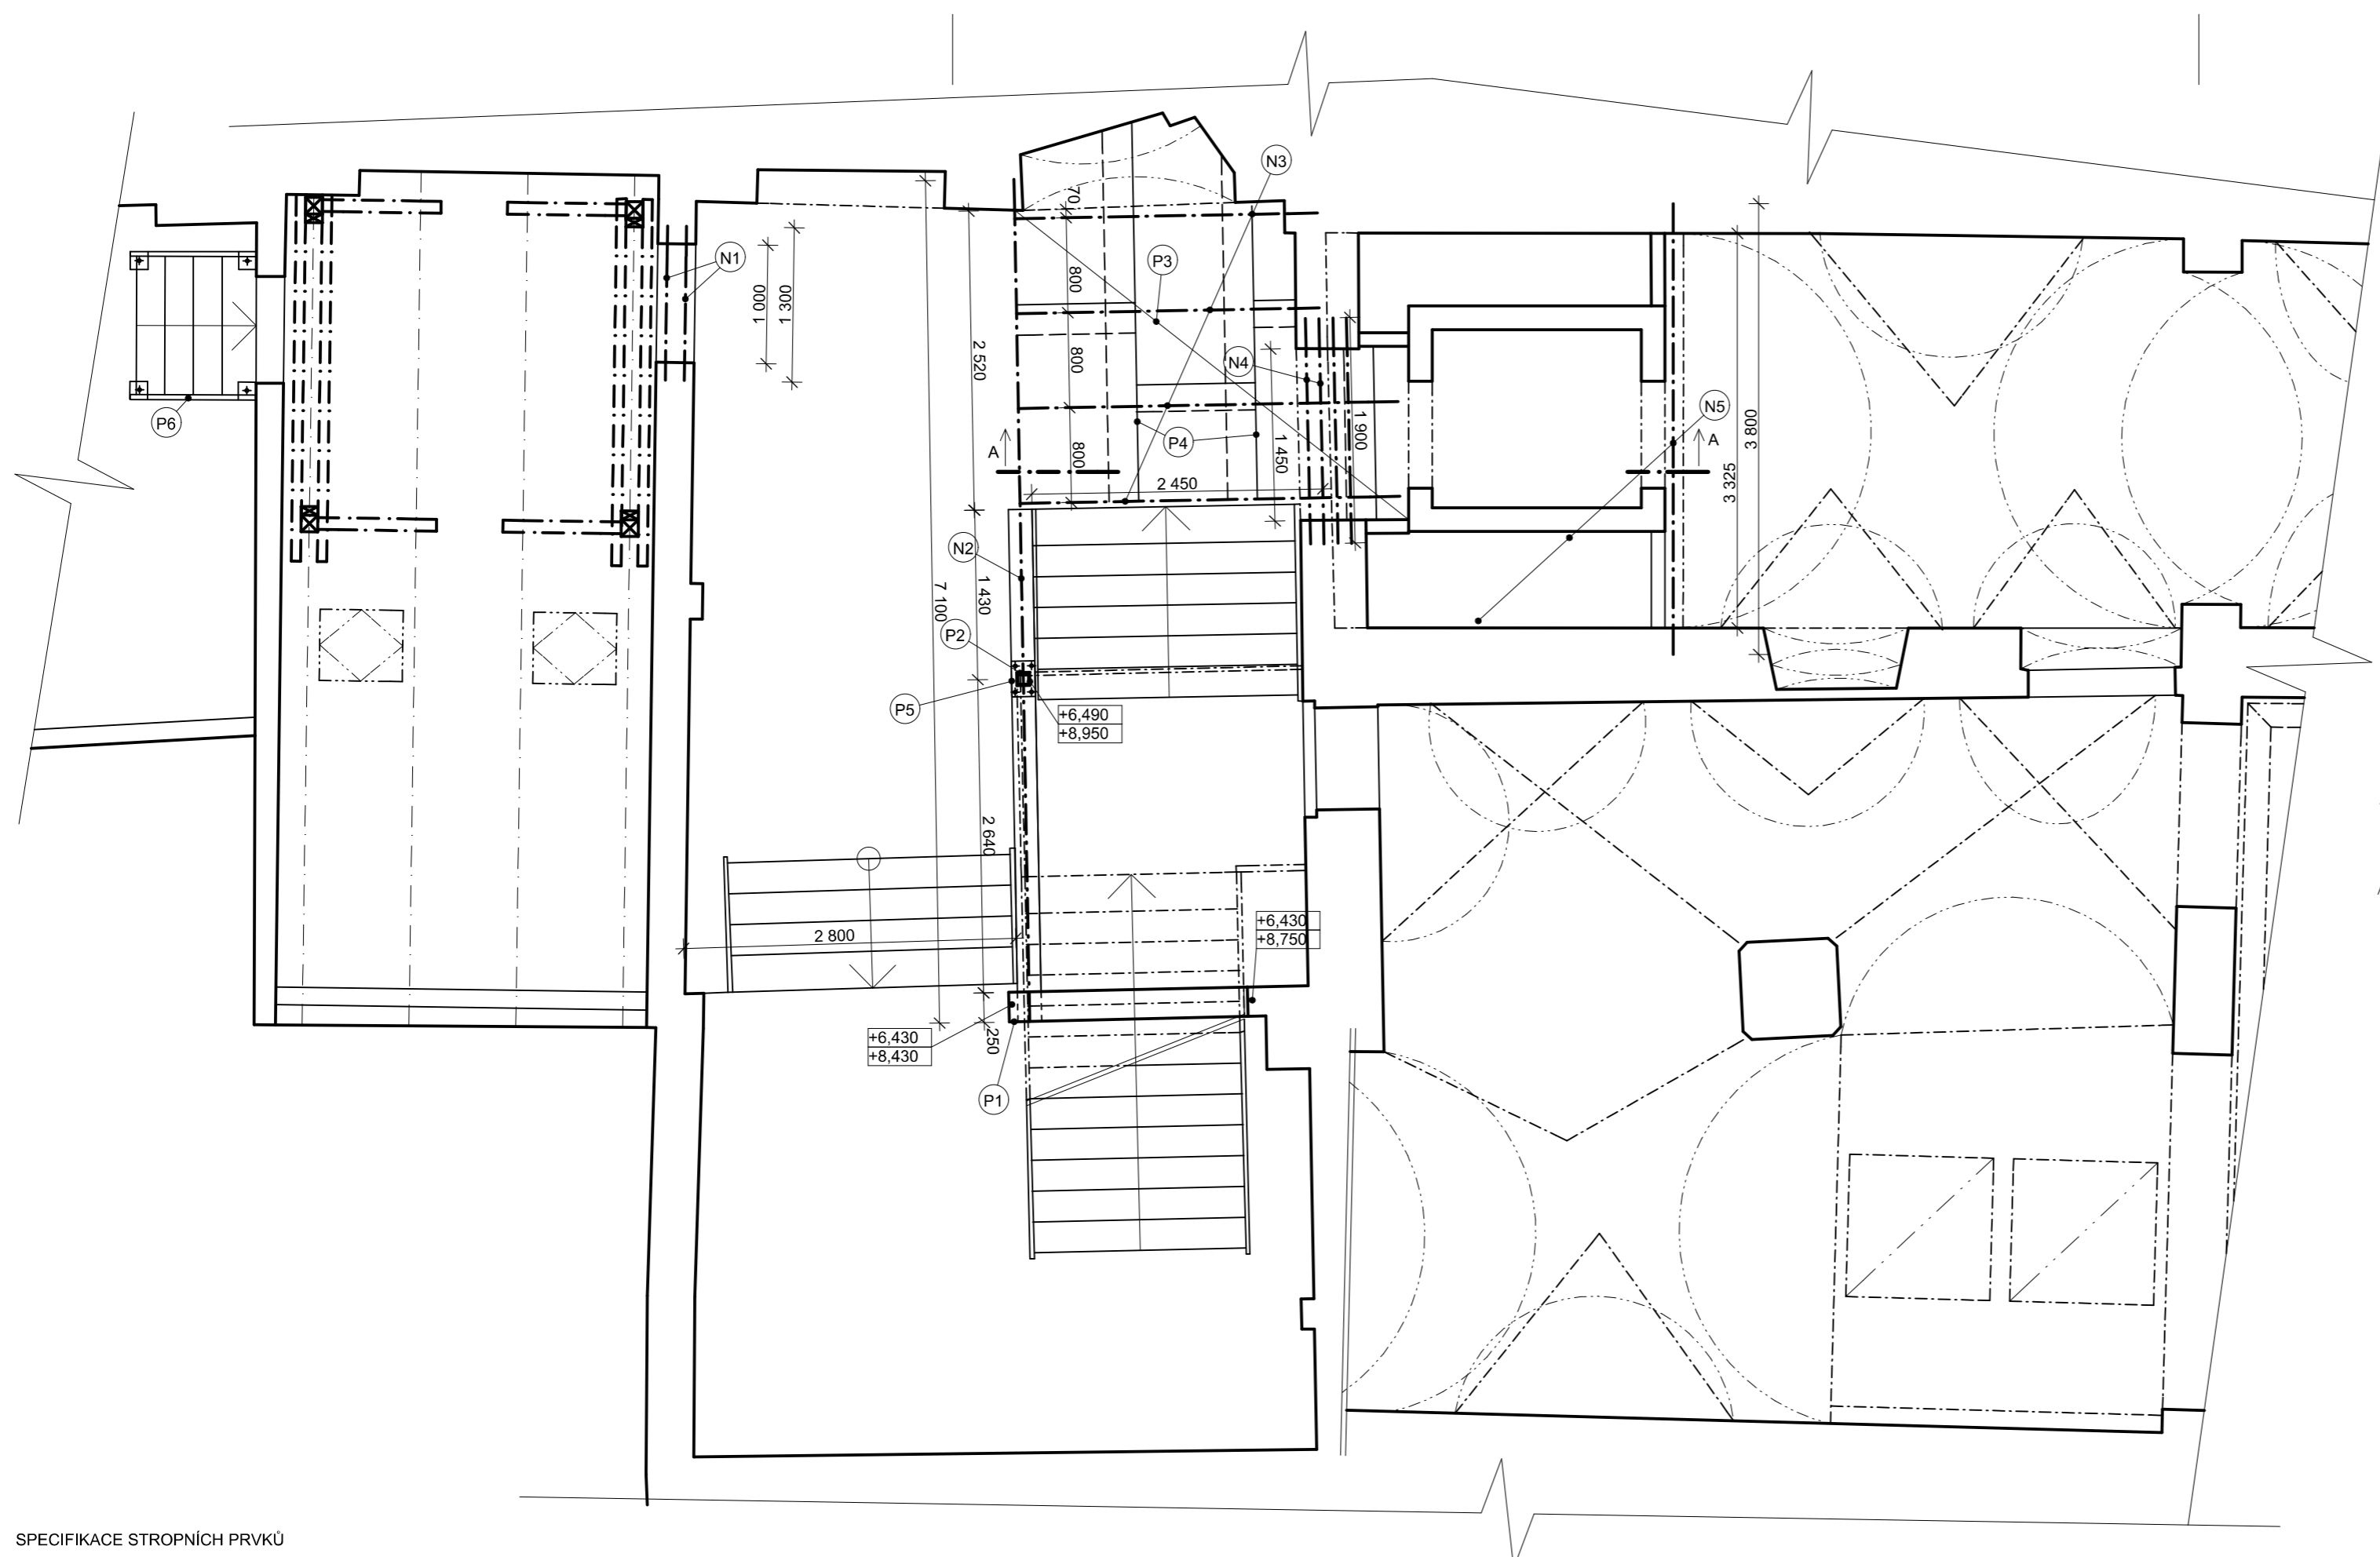 N3
70
N1
P3
800
1 000
1 300
2 520
800
N4
N5
P6
1 900
3 800
A
P4
1 450
A
800
3 325
2 450
N2
1 430
7 100
P2
P5
+6,490
+8,950
2 640
2 800
+6,430
+8,750
+6,430
+8,430
250
P1
SPECIFIKACE STROPNÍCH PRVKŮ